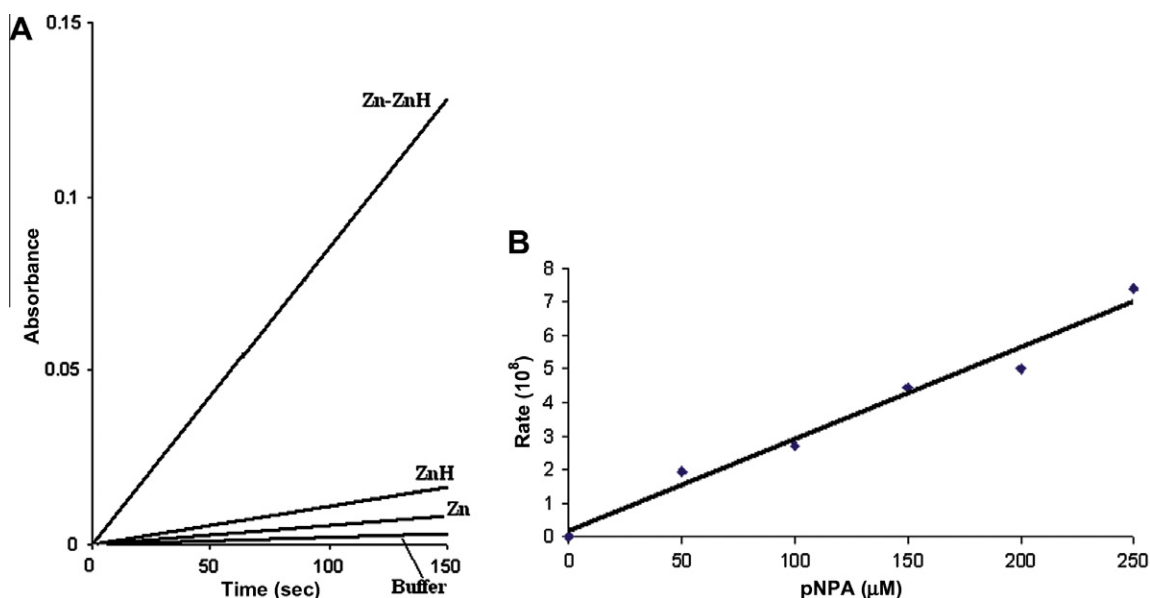 A
0.15
0.1
0.05
0
Absorbance
Zn-ZnH
ZnH
Zn
Buffer
0 50 100 150
Time (sec)
B
8
7
6
5
4
3
2
1
0
Rate (10⁸)
0 50 100 150 200 250
pNPA (µM)